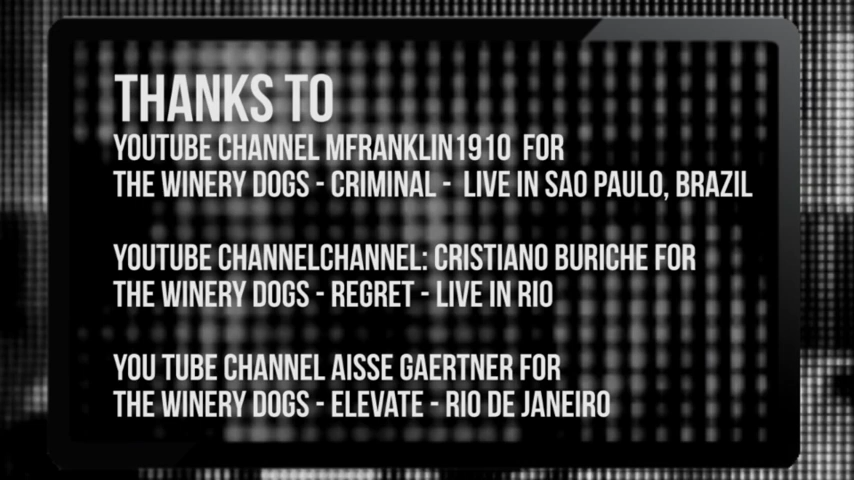 THANKS TO
YOUTUBE CHANNEL MFRANKLIN1910 FOR
THE WINERY DOGS - CRIMINAL - LIVE IN SAO PAULO, BRAZIL
YOUTUBE CHANNELCHANNEL: CRISTIANO BURICHE FOR
THE WINERY DOGS - REGRET - LIVE IN RIO
YOU TUBE CHANNEL AISSE GAERTNER FOR
THE WINERY DOGS - ELEVATE - RIO DE JANEIRO